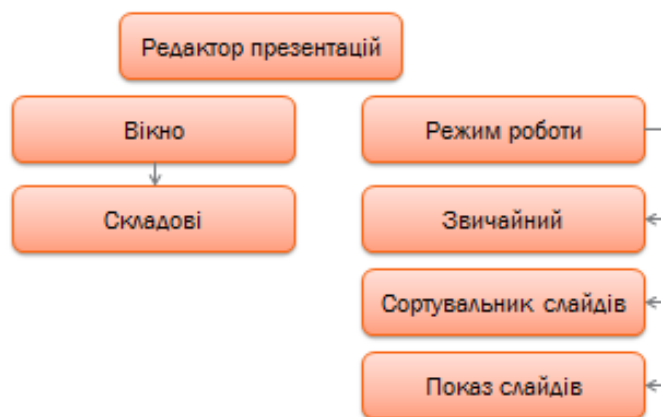 Редактор презентацій
Вікно
Складові
Режим роботи
Звичайний
Сортувальник слайдів
Показ слайдів